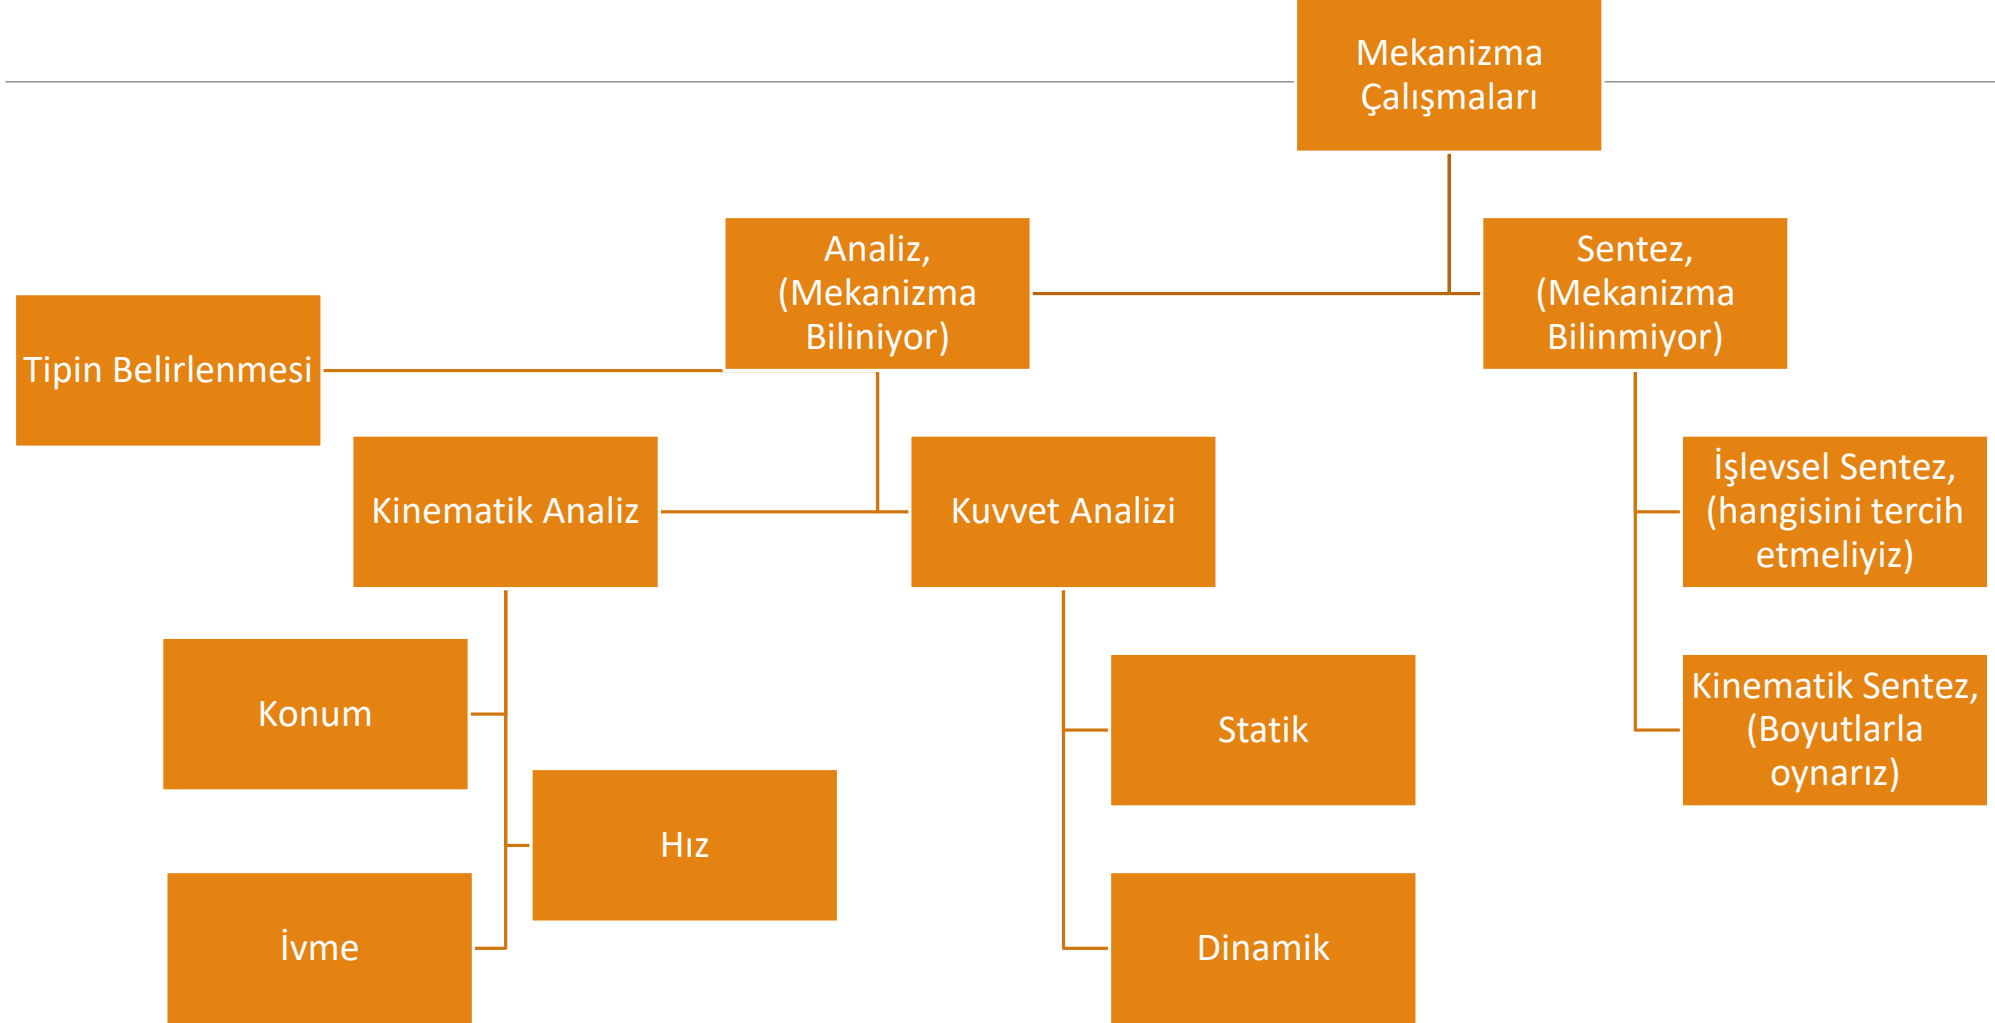 Mekanizma
Çalışmaları
Analiz,
(Mekanizma
Biliniyor)
Sentez,
(Mekanizma
Bilinmiyor)
Tipin Belirlenmesi
Kinematik Analiz
Kuvvet Analizi
İşlevsel Sentez,
(hangisini tercih
etmeliyiz)
Konum
Statik
Kinematik Sentez,
(Boyutlarla
oynarız)
Hız
İvme
Dinamik